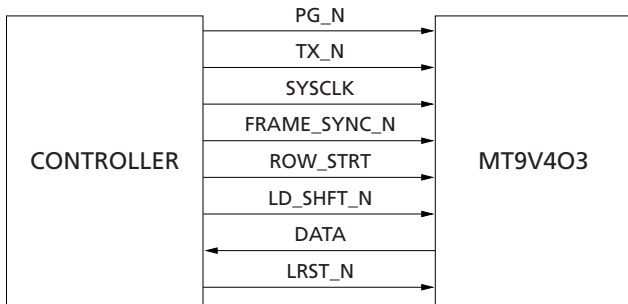 PG_N
TX_N
SYSCLK
FRAME_SYNC_N
CONTROLLER
ROW_STRT
MT9V4O3
LD_SHFT_N
DATA
LRST_N